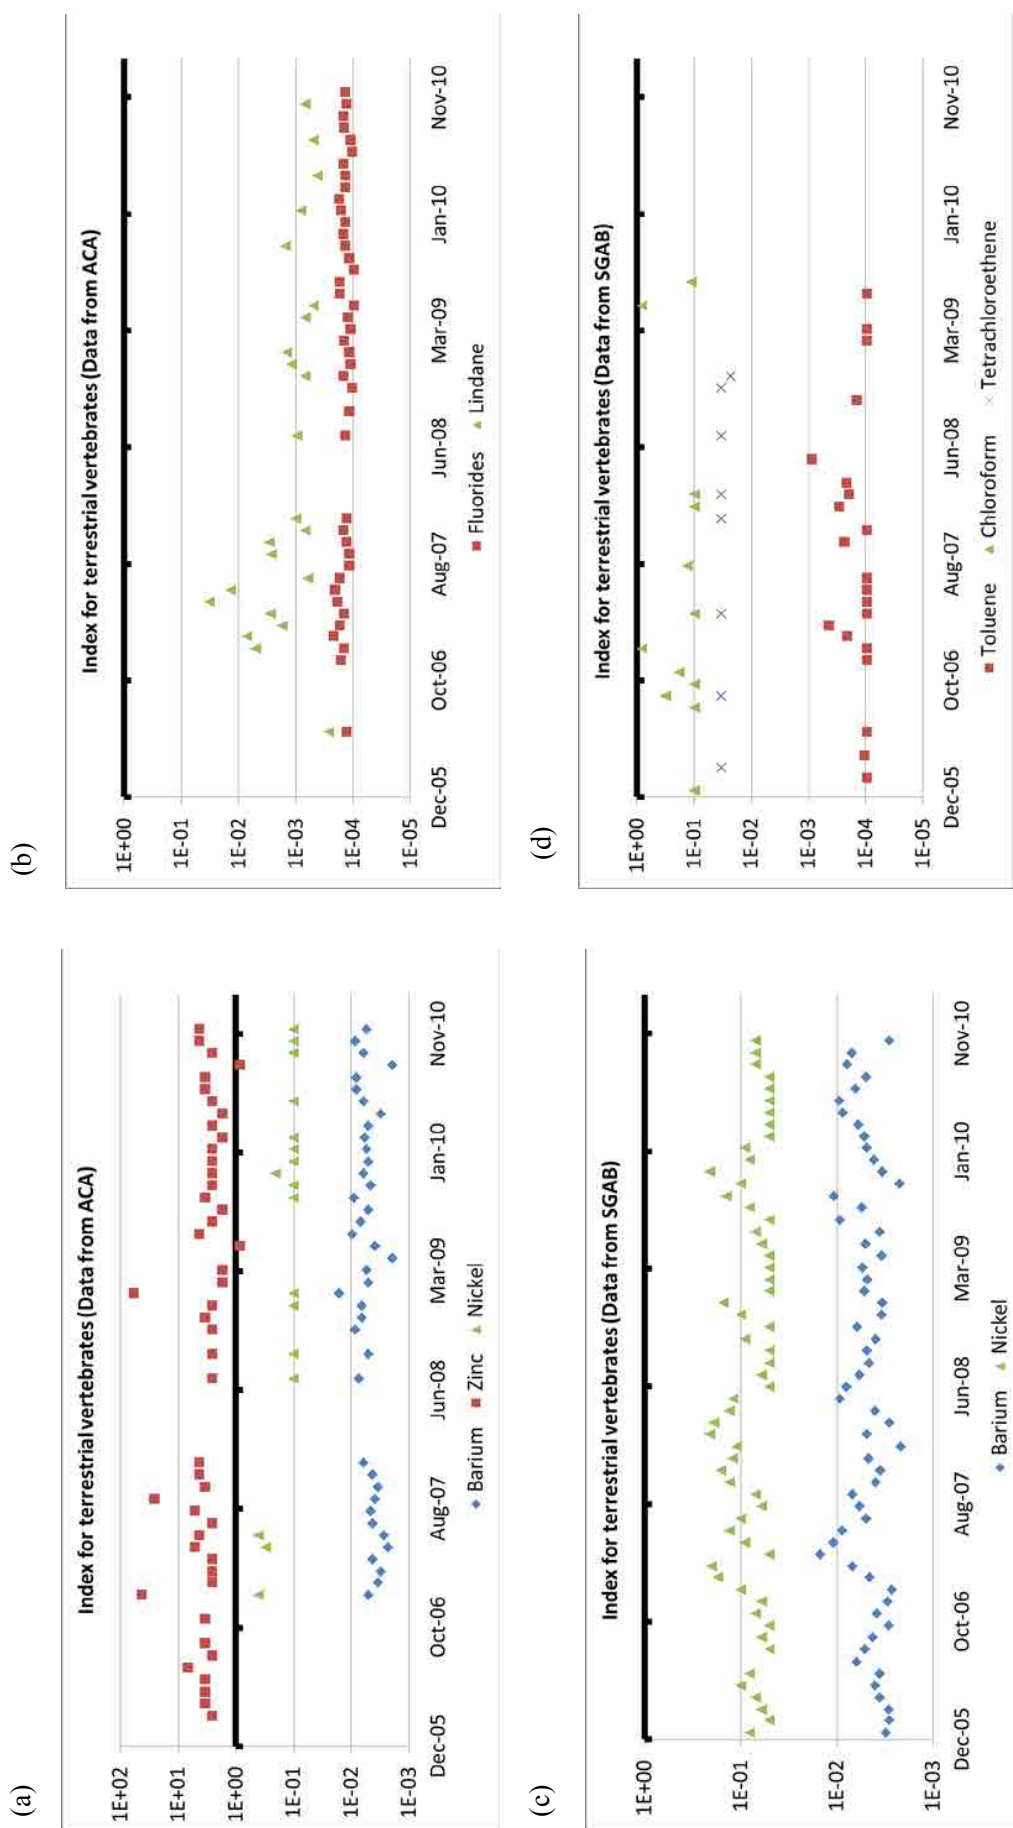 (a)
Index for terrestrial vertebrates (Data from ACA)
1E+02
1E+01
1E+00
1E-01
1E-02
1E-03
Dec-05 Oct-06 Aug-07 Jun-08 Mar-09 Jan-10 Nov-10
Barium Zinc Nickel
(b)
Index for terrestrial vertebrates (Data from ACA)
1E+00
1E-01
1E-02
1E-03
1E-04
1E-05
Dec-05 Oct-06 Aug-07 Jun-08 Mar-09 Jan-10 Nov-10
Fluorides Lindane
(c)
Index for terrestrial vertebrates (Data from SGAB)
1E+00
1E-01
1E-02
1E-03
Dec-05 Oct-06 Aug-07 Jun-08 Mar-09 Jan-10 Nov-10
Barium Nickel
(d)
Index for terrestrial vertebrates (Data from SGAB)
1E+00
1E-01
1E-02
1E-03
1E-04
1E-05
Dec-05 Oct-06 Aug-07 Jun-08 Mar-09 Jan-10 Nov-10
Toluene Chloroform Tetrachloroethene